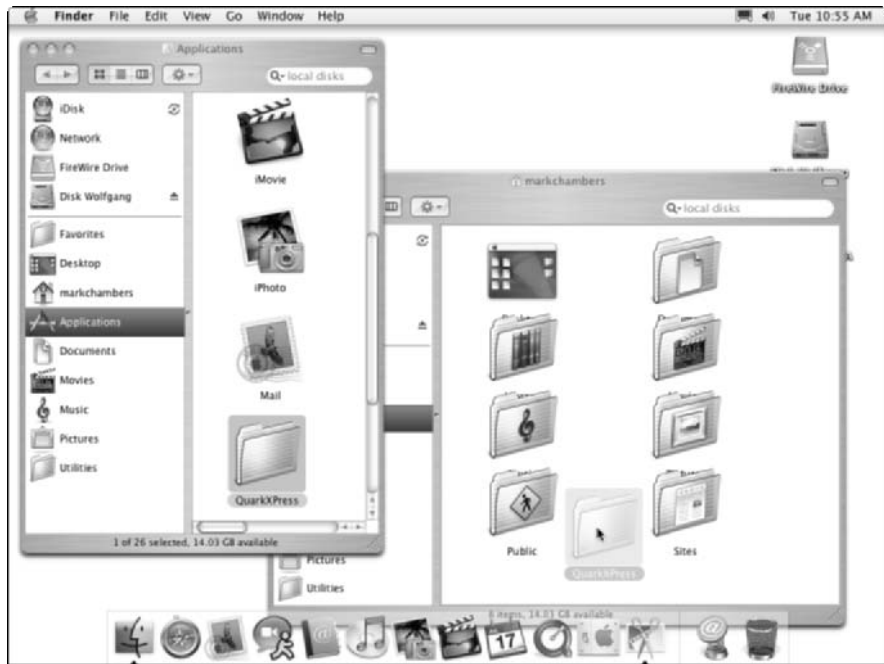 Finder File Edit View Go Window Help
Tue 10:55 AM
Applications
local disks
iDisk
Network
FireWire Drive
Disk Wolfgang
Favorites
Desktop
markchambers
Applications
Documents
Movies
Music
Pictures
Utilities
iMovie
iPhoto
Mail
QuarkXPress
1 of 26 selected, 14.03 GB available
FireWire Drive
markchambers
local disks
Public
Sites
QuarkXPress
Pictures
Utilities
8 items, 14.03 GB available
17